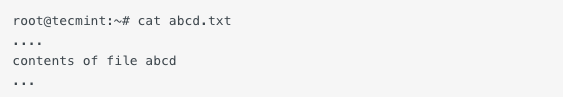 root@tecmint:~# cat abcd.txt
....
contents of file abcd
...